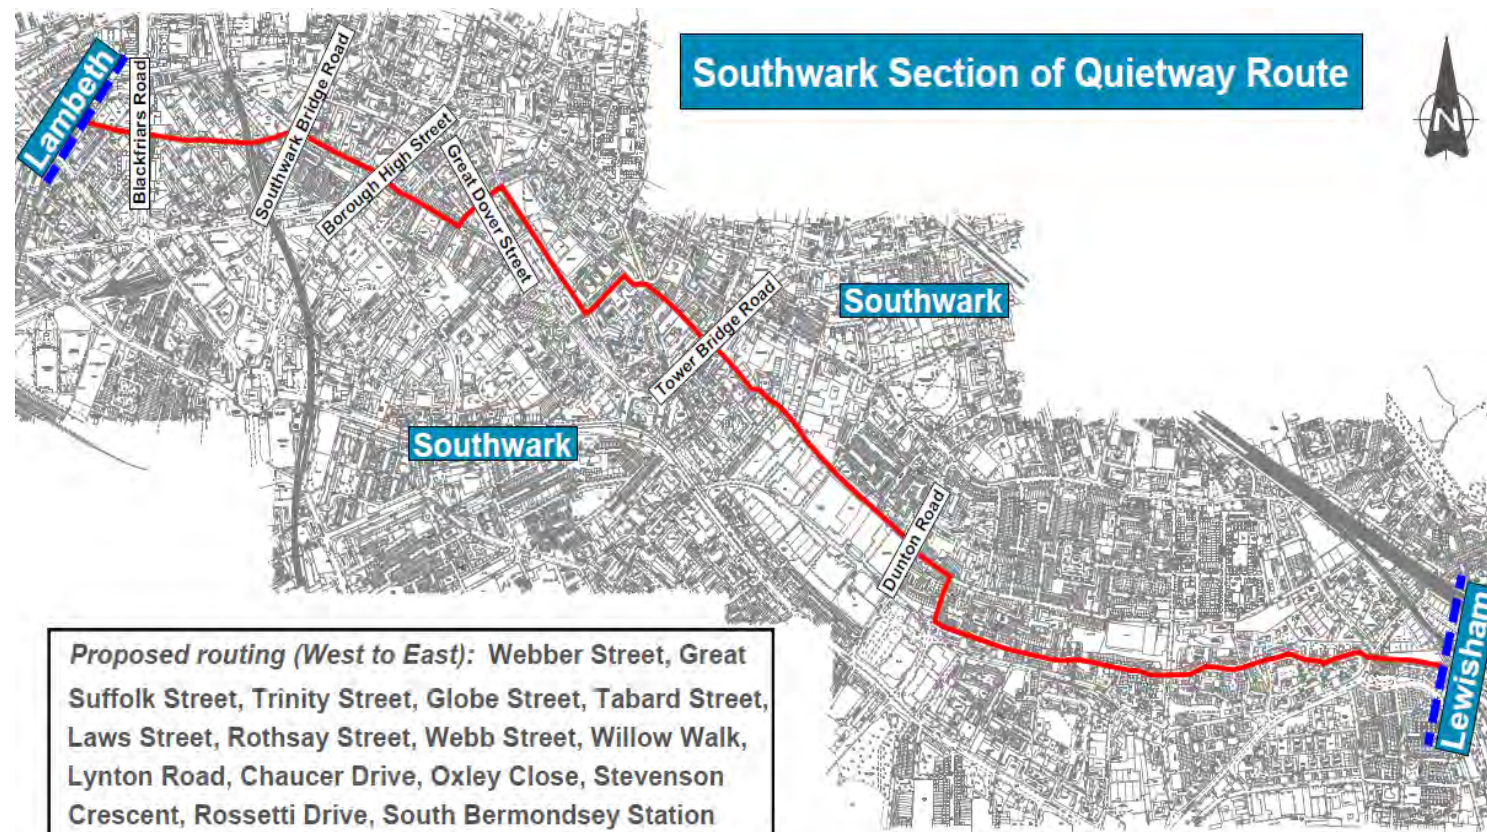 Southwark Section of Quietway Route
N
Lambeth
Blackfriars Road
Southwark Bridge Road
Borough High Street
Great Dover Street
Tower Bridge Road
Southwark
Southwark
Dunton Road
Lewisham
Proposed routing (West to East): Webber Street, Great
Suffolk Street, Trinity Street, Globe Street, Tabard Street,
Laws Street, Rothsay Street, Webb Street, Willow Walk,
Lynton Road, Chaucer Drive, Oxley Close, Stevenson
Crescent, Rossetti Drive, South Bermondsey Station